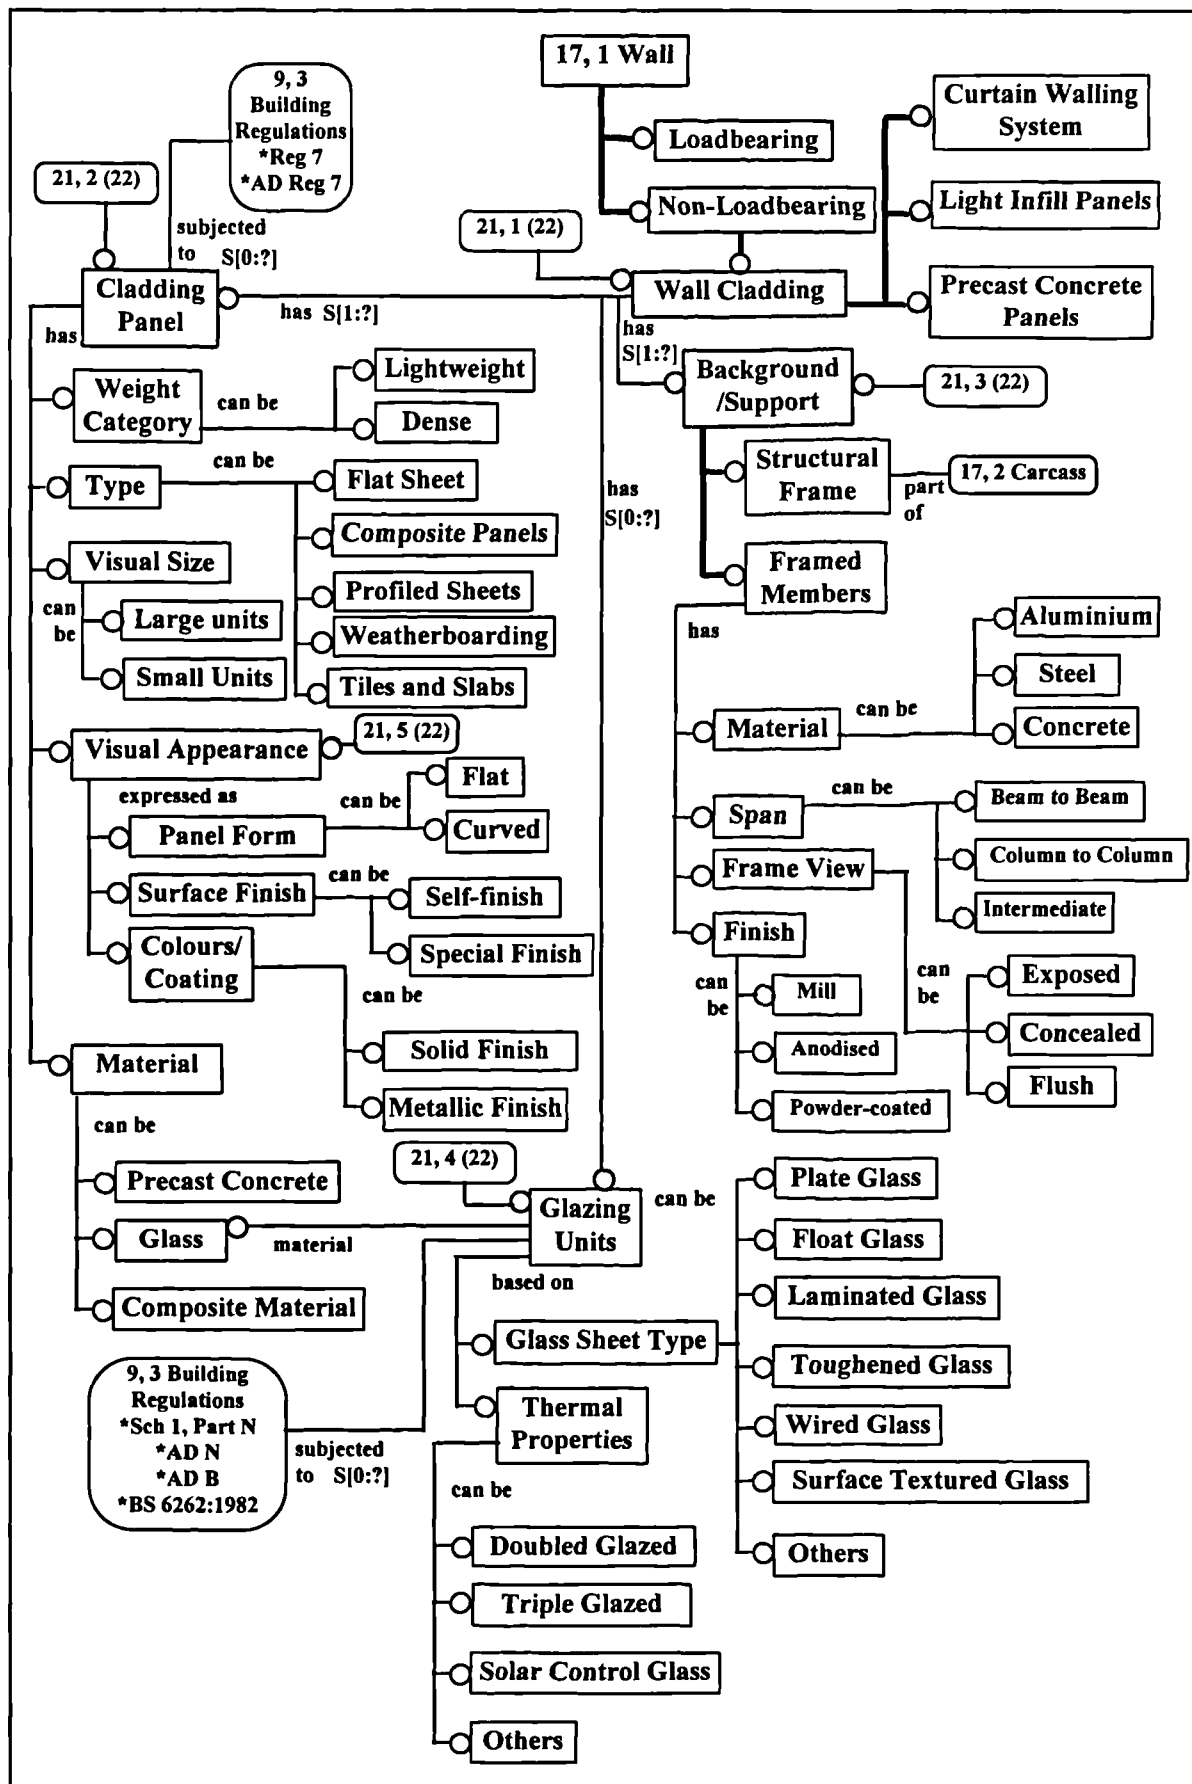 17, 1 Wall
9, 3
Building
Regulations
*Reg 7
*AD Reg 7
Curtain Walling
System
Loadbearing
21, 2 (22)
Non-Loadbearing
Light Infill Panels
21, 1 (22)
subjected
to S[0:?]
Cladding
Panel
has S[1:?]
Wall Cladding
Precast Concrete
Panels
has
has
S[1:?]
Background
/Support
21, 3 (22)
Weight
Category
can be
Lightweight
Dense
Type
can be
Flat Sheet
Composite Panels
Profiled Sheets
Weatherboarding
Tiles and Slabs
has
S[0:?]
Structural
Frame
part
of
17, 2 Carcass
Framed
Members
has
Visual Size
can
be
Large units
Small Units
Material
can be
Aluminium
Steel
Concrete
Visual Appearance
21, 5 (22)
expressed as
Panel Form
can be
Flat
Curved
Surface Finish
can be
Self-finish
Special Finish
Colours/
Coating
can be
Solid Finish
Metallic Finish
Span
can be
Beam to Beam
Column to Column
Intermediate
Frame View
can
be
Exposed
Concealed
Flush
Finish
can
be
Mill
Anodised
Powder-coated
Material
can be
Precast Concrete
Glass
material
Composite Material
21, 4 (22)
Glazing
Units
based on
can be
Glass Sheet Type
Plate Glass
Float Glass
Laminated Glass
Toughened Glass
Wired Glass
Surface Textured Glass
Others
9, 3 Building
Regulations
*Sch 1, Part N
*AD N
*AD B
*BS 6262:1982
subjected
to S[0:?]
Thermal
Properties
can be
Doubled Glazed
Triple Glazed
Solar Control Glass
Others